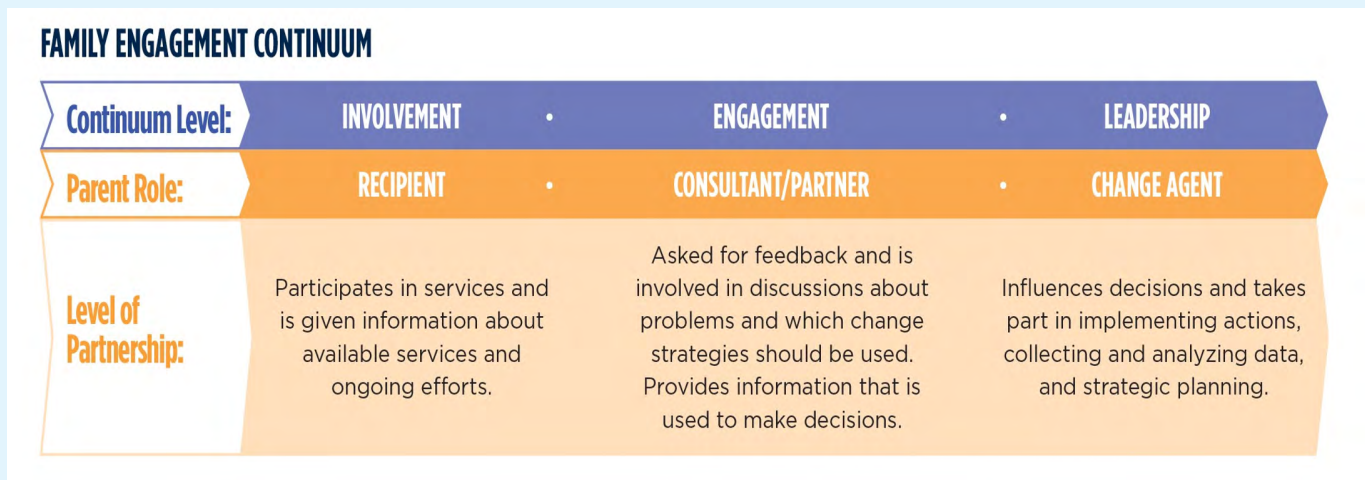 FAMILY ENGAGEMENT CONTINUUM
Continuum Level:
INVOLVEMENT • ENGAGEMENT • LEADERSHIP
Parent Role:
RECIPIENT • CONSULTANT/PARTNER • CHANGE AGENT
Level of
Partnership:
Participates in services and
is given information about
available services and
ongoing efforts.
Asked for feedback and is
involved in discussions about
problems and which change
strategies should be used.
Provides information that is
used to make decisions.
Influences decisions and takes
part in implementing actions,
collecting and analyzing data,
and strategic planning.